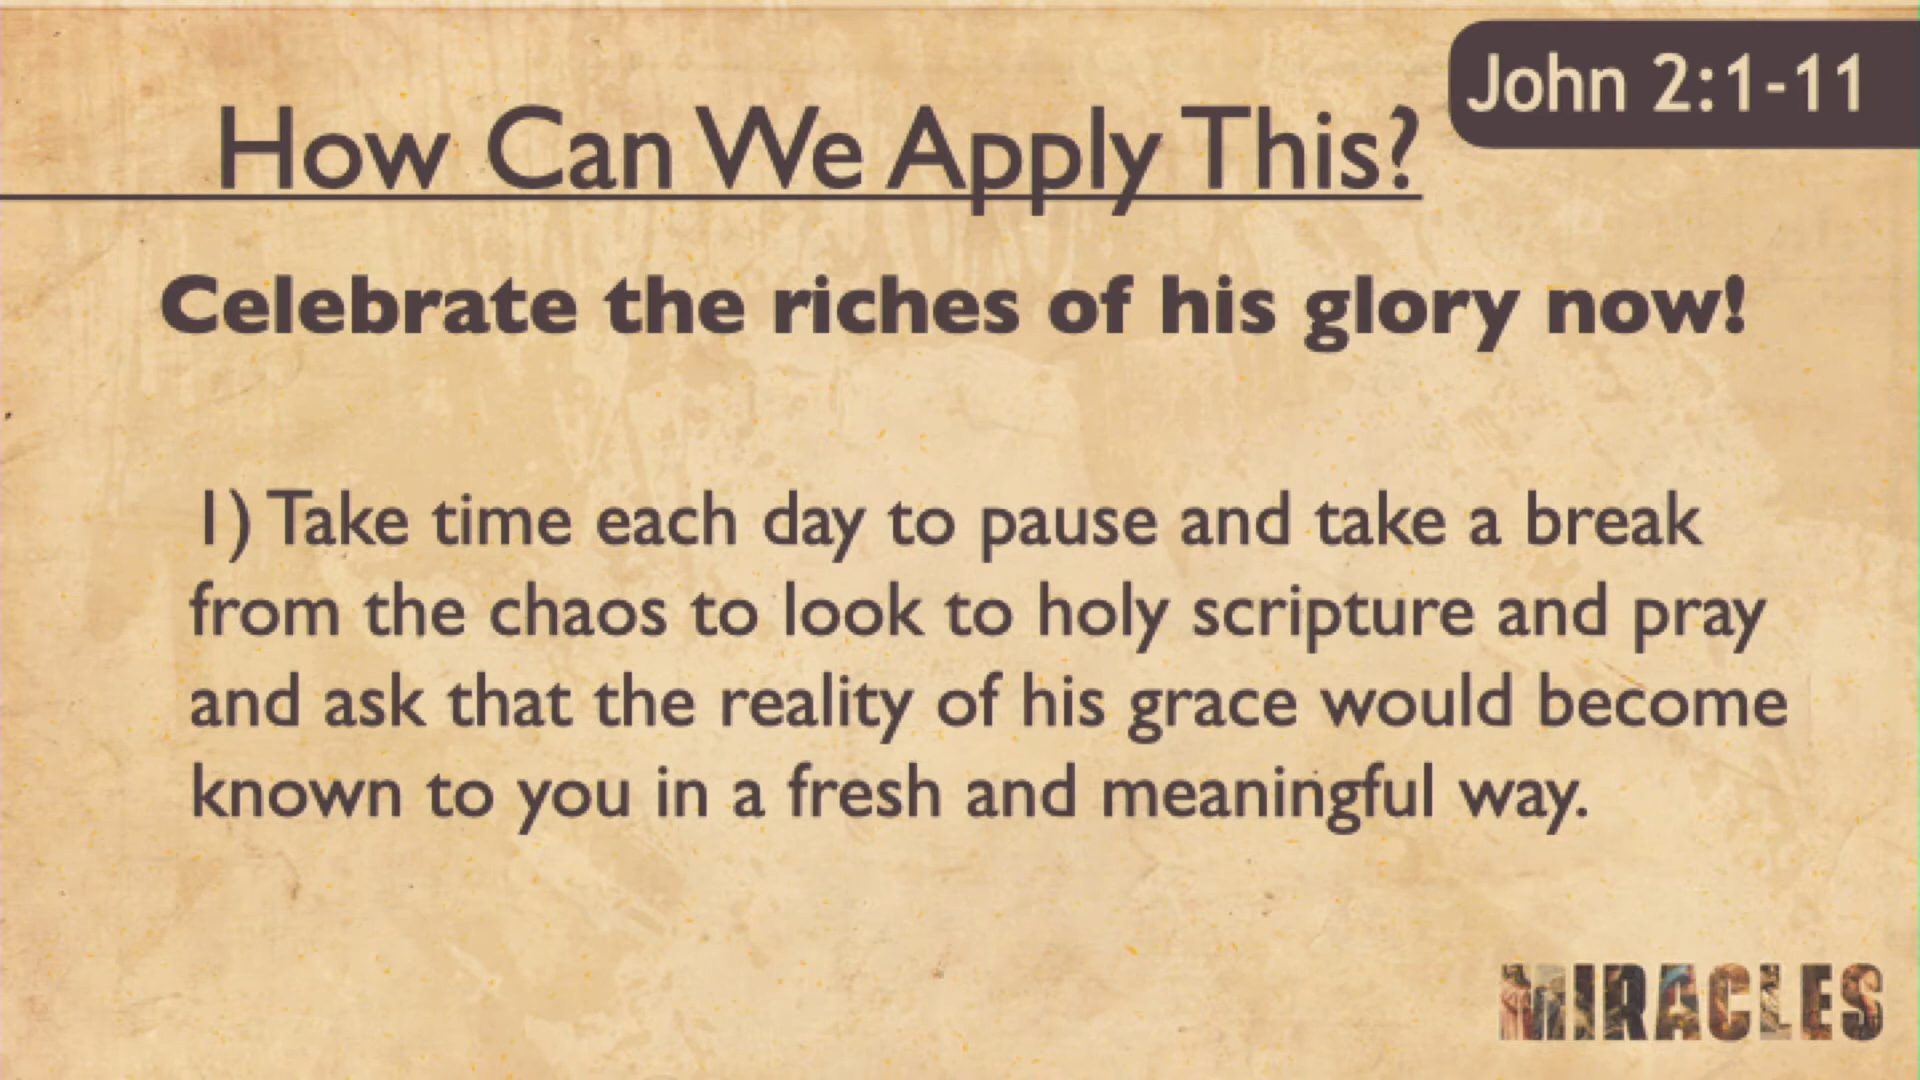 John 2:1-11
How Can We Apply This?
Celebrate the riches of his glory now!
1) Take time each day to pause and take a break
from the chaos to look to holy scripture and pray
and ask that the reality of his grace would become
known to you in a fresh and meaningful way.
MIRACLES